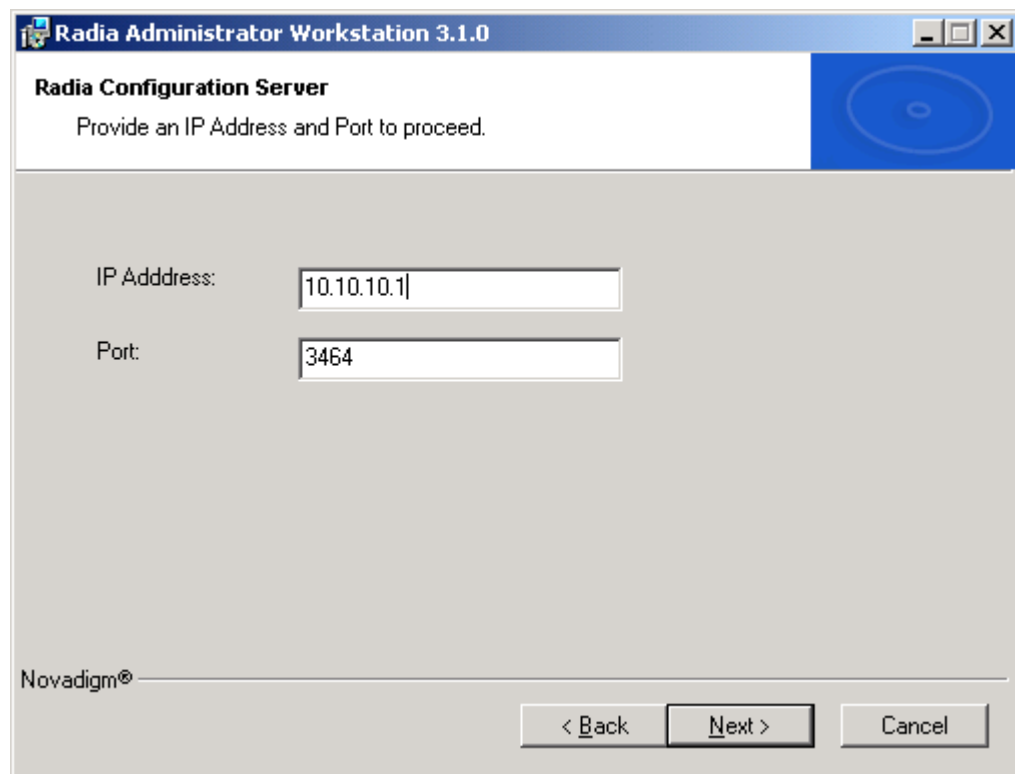 Radia Administrator Workstation 3.1.0
Radia Configuration Server
Provide an IP Address and Port to proceed.
IP Adddress:
10.10.10.1
Port:
3464
Novadigm®
< Back
Next >
Cancel